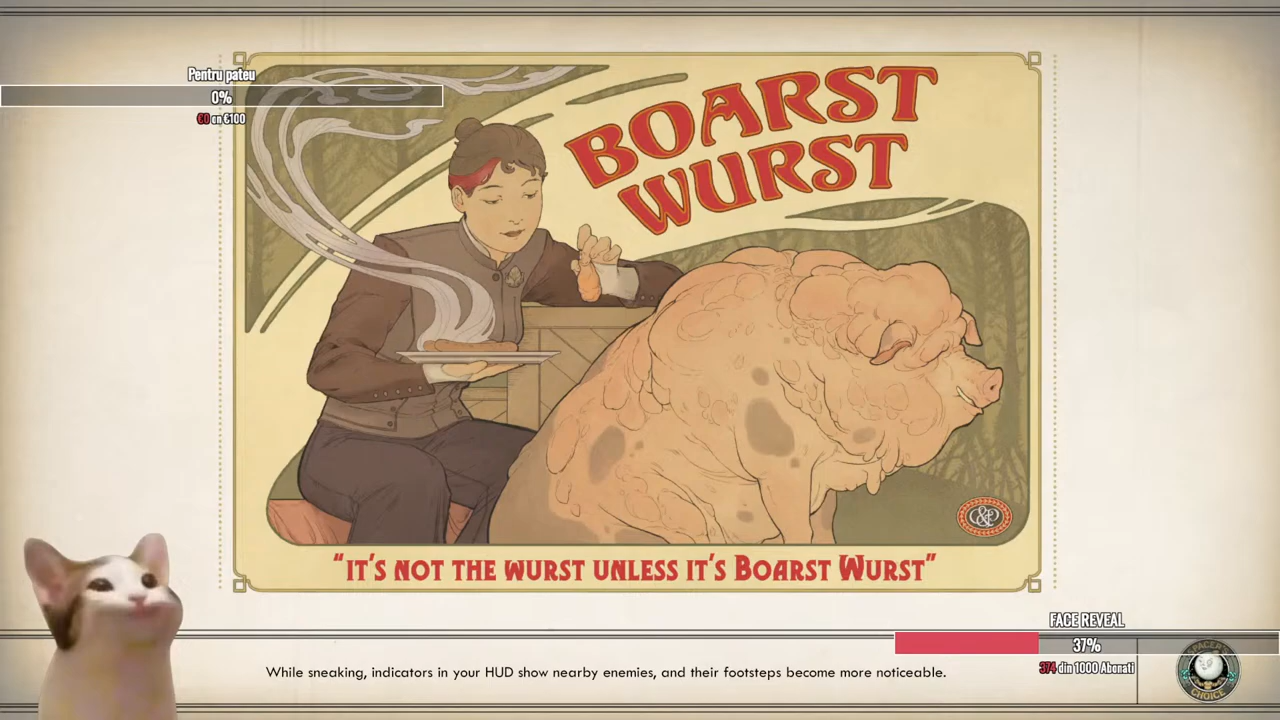 Pentru pateu
0%
€0 din €100
BOARST
WURST
C&P
"IT'S NOT THE WURST UNLESS IT'S BOARST WURST"
FACE REVEAL
37%
374 din 1000 Abonati
While sneaking, indicators in your HUD show nearby enemies, and their footsteps become more noticeable.
SPACER'S
CHOICE